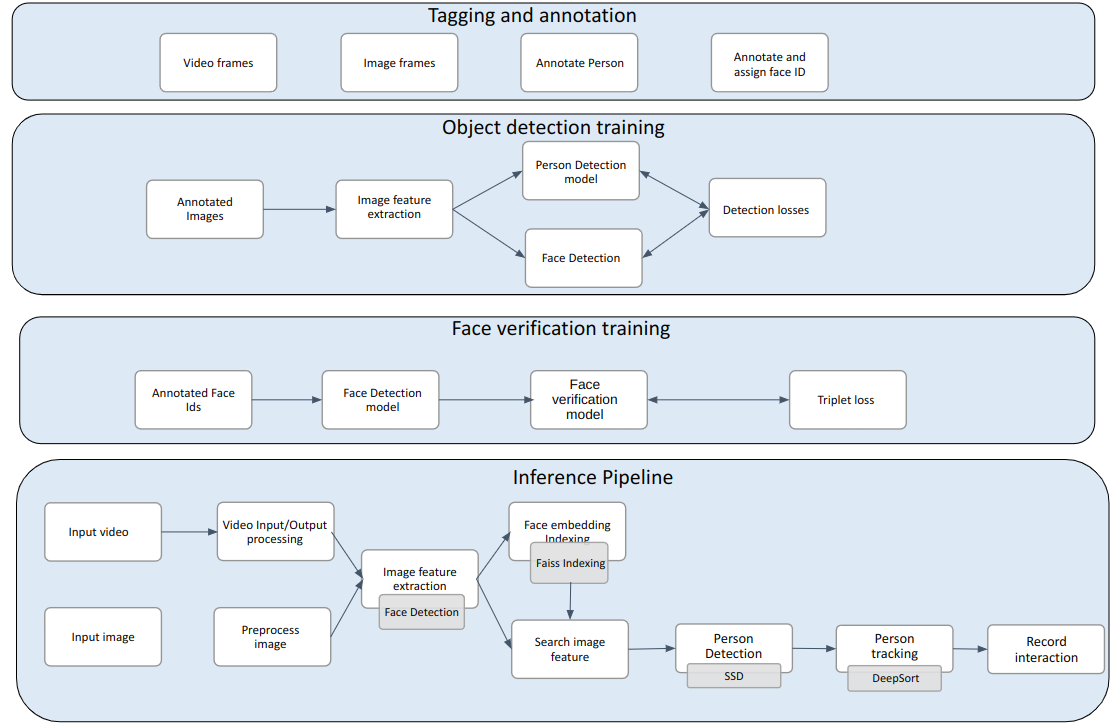 Tagging and annotation
Video frames
Image frames
Annotate Person
Annotate and
assign face ID
Object detection training
Annotated
Images
Image feature
extraction
Person Detection
model
Face Detection
Detection losses
Face verification training
Annotated Face
Ids
Face Detection
model
Face
verification
model
Triplet loss
Inference Pipeline
Input video
Video Input/Output
processing
Input image
Preprocess
image
Image feature
extraction
Face Detection
Face embedding
Indexing
Faiss Indexing
Search image
feature
Person
Detection
SSD
Person
tracking
DeepSort
Record
interaction